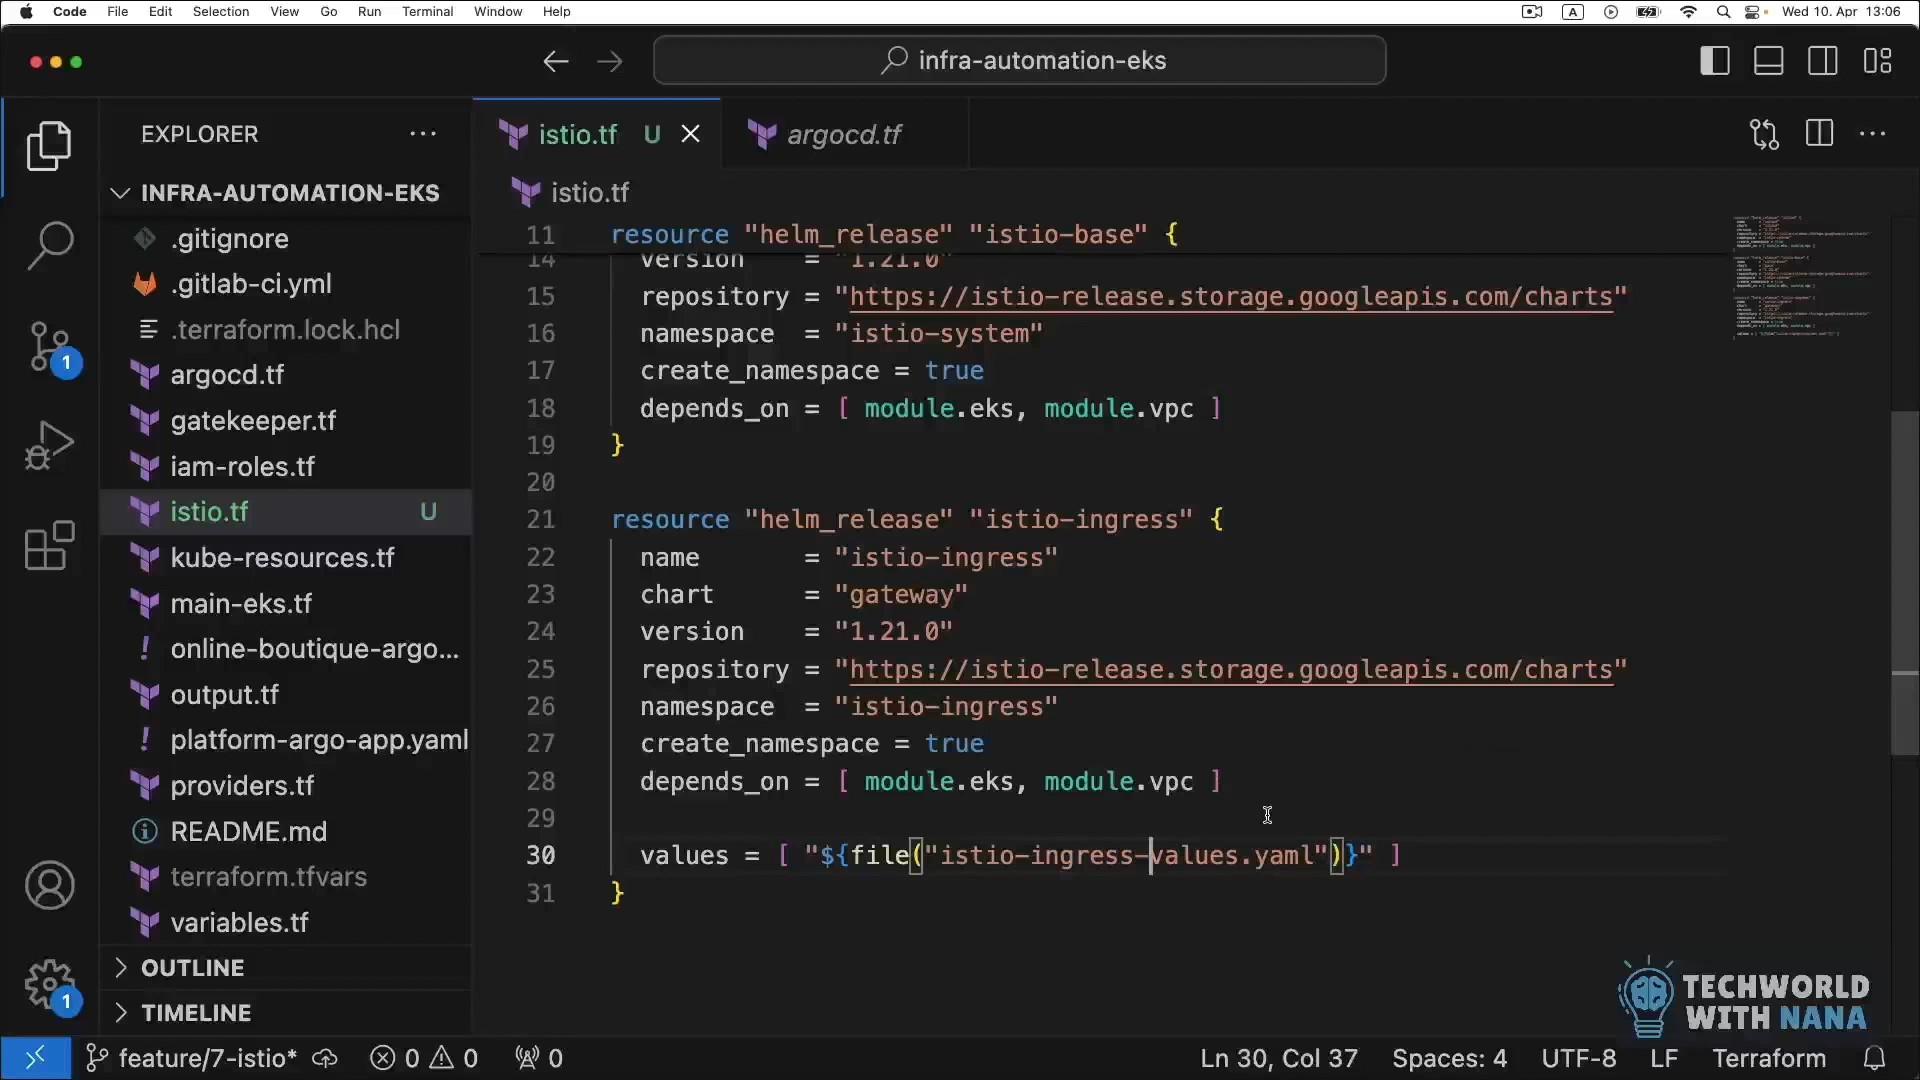 Code File Edit Selection View Go Run Terminal Window Help
A
Wed 10. Apr 13:06
infra-automation-eks
EXPLORER
INFRA-AUTOMATION-EKS
.gitignore
.gitlab-ci.yml
.terraform.lock.hcl
argocd.tf
gatekeeper.tf
iam-roles.tf
istio.tf U
kube-resources.tf
main-eks.tf
online-boutique-argo...
output.tf
platform-argo-app.yaml
providers.tf
README.md
terraform.tfvars
variables.tf
OUTLINE
TIMELINE
1
1
istio.tf U
argocd.tf
istio.tf
11 resource "helm_release" "istio-base" {
14 version = "1.21.0"
15 repository = "https://istio-release.storage.googleapis.com/charts"
16 namespace = "istio-system"
17 create_namespace = true
18 depends_on = [ module.eks, module.vpc ]
19 }
20
21 resource "helm_release" "istio-ingress" {
22 name = "istio-ingress"
23 chart = "gateway"
24 version = "1.21.0"
25 repository = "https://istio-release.storage.googleapis.com/charts"
26 namespace = "istio-ingress"
27 create_namespace = true
28 depends_on = [ module.eks, module.vpc ]
29
30 values = [ "${file("istio-ingress-values.yaml")}" ]
31 }
TECHWORLD
WITH NANA
feature/7-istio* 0 0 0
Ln 30, Col 37 Spaces: 4 UTF-8 LF Terraform